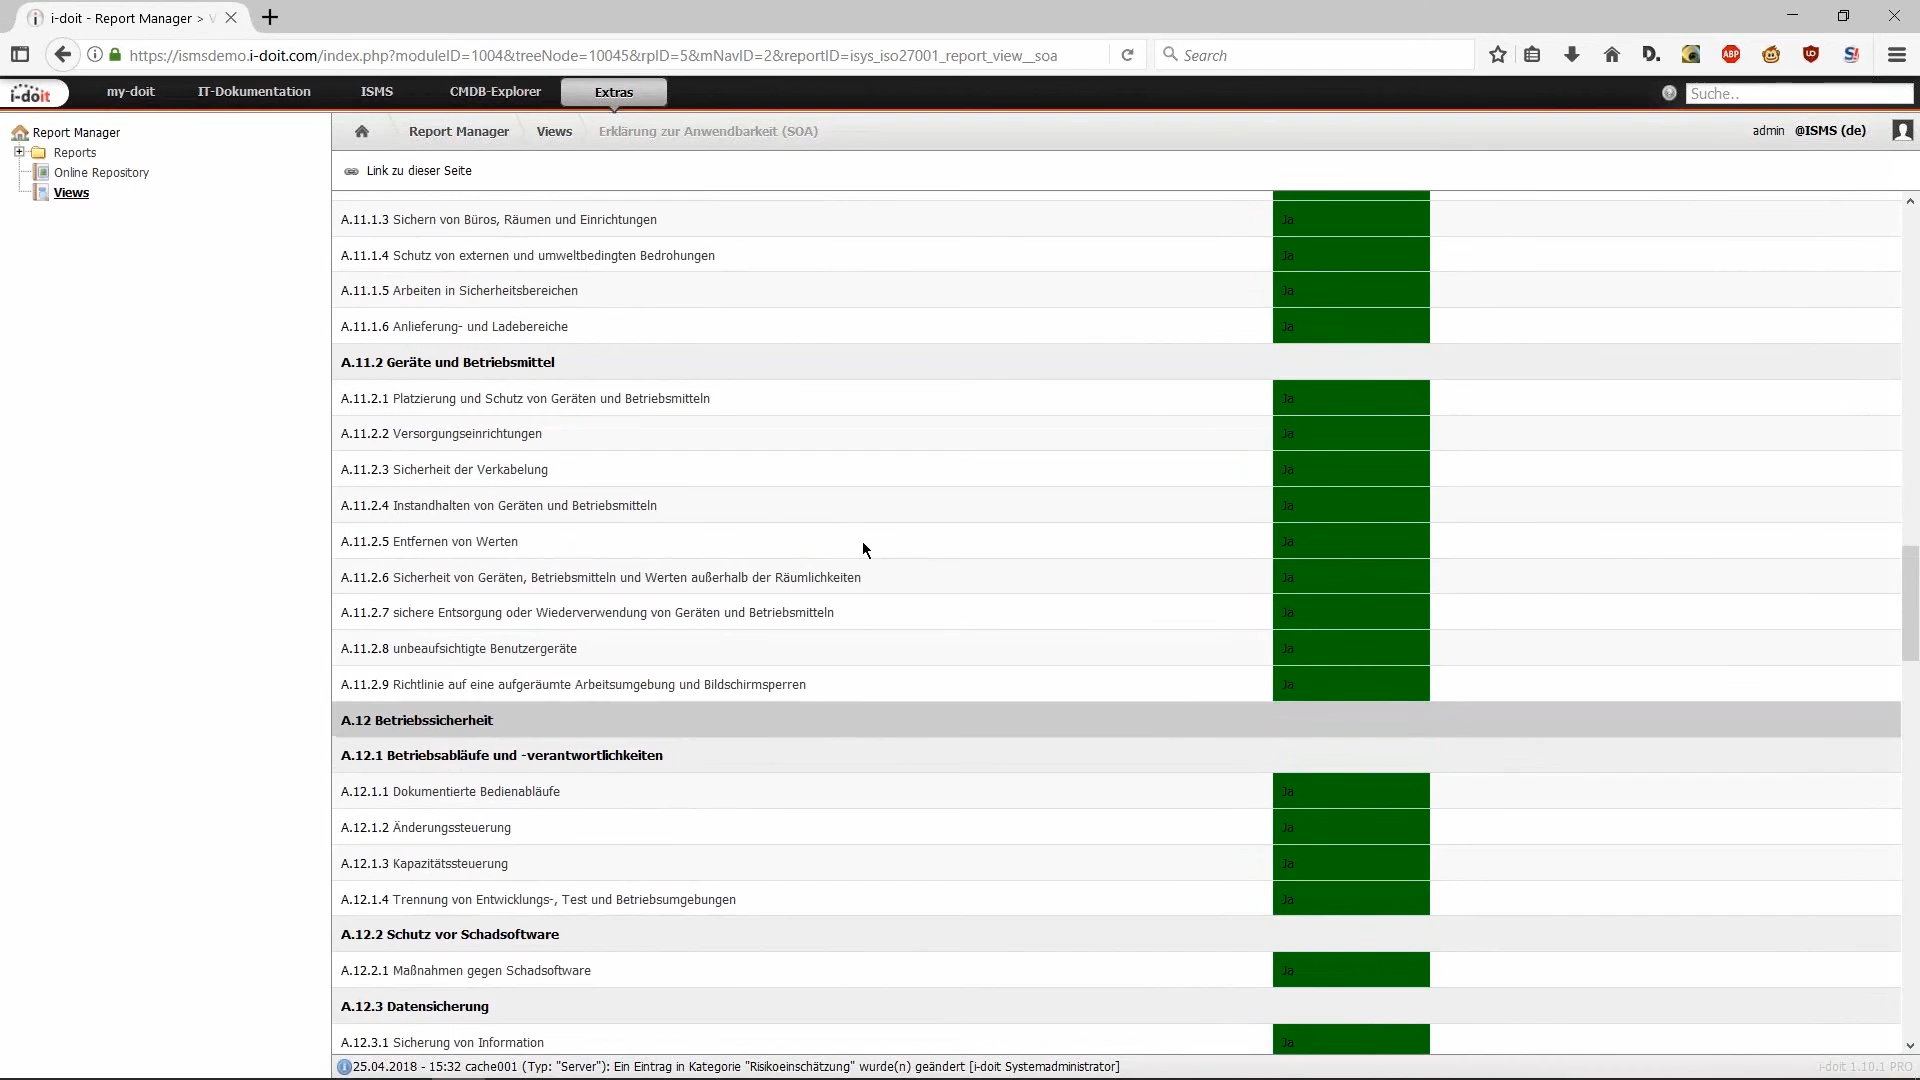 i-doit - Report Manager > V
https://ismsdemo.i-doit.com/index.php?moduleID=1004&treeNode=10045&rpID=5&mNavID=2&reportID=isys_iso27001_report_view__soa
Search
D.
ABP
S!
i-doit
my-doit
IT-Dokumentation
ISMS
CMDB-Explorer
Extras
Suche..
Report Manager
Reports
Online Repository
Views
Report Manager
Views
Erklärung zur Anwendbarkeit (SOA)
admin @ISMS (de)
Link zu dieser Seite
A.11.1.3 Sichern von Büros, Räumen und Einrichtungen Ja
A.11.1.4 Schutz von externen und umweltbedingten Bedrohungen Ja
A.11.1.5 Arbeiten in Sicherheitsbereichen Ja
A.11.1.6 Anlieferung- und Ladebereiche Ja
A.11.2 Geräte und Betriebsmittel
A.11.2.1 Platzierung und Schutz von Geräten und Betriebsmitteln Ja
A.11.2.2 Versorgungseinrichtungen Ja
A.11.2.3 Sicherheit der Verkabelung Ja
A.11.2.4 Instandhalten von Geräten und Betriebsmitteln Ja
A.11.2.5 Entfernen von Werten Ja
A.11.2.6 Sicherheit von Geräten, Betriebsmitteln und Werten außerhalb der Räumlichkeiten Ja
A.11.2.7 sichere Entsorgung oder Wiederverwendung von Geräten und Betriebsmitteln Ja
A.11.2.8 unbeaufsichtigte Benutzergeräte Ja
A.11.2.9 Richtlinie auf eine aufgeräumte Arbeitsumgebung und Bildschirmsperren Ja
A.12 Betriebssicherheit
A.12.1 Betriebsabläufe und -verantwortlichkeiten
A.12.1.1 Dokumentierte Bedienabläufe Ja
A.12.1.2 Änderungssteuerung Ja
A.12.1.3 Kapazitätssteuerung Ja
A.12.1.4 Trennung von Entwicklungs-, Test und Betriebsumgebungen Ja
A.12.2 Schutz vor Schadsoftware
A.12.2.1 Maßnahmen gegen Schadsoftware Ja
A.12.3 Datensicherung
A.12.3.1 Sicherung von Information Ja
25.04.2018 - 15:32 cache001 (Typ: "Server"): Ein Eintrag in Kategorie "Risikoeinschätzung" wurde(n) geändert [i-doit Systemadministrator]
i-doit 1.10.1 PRO